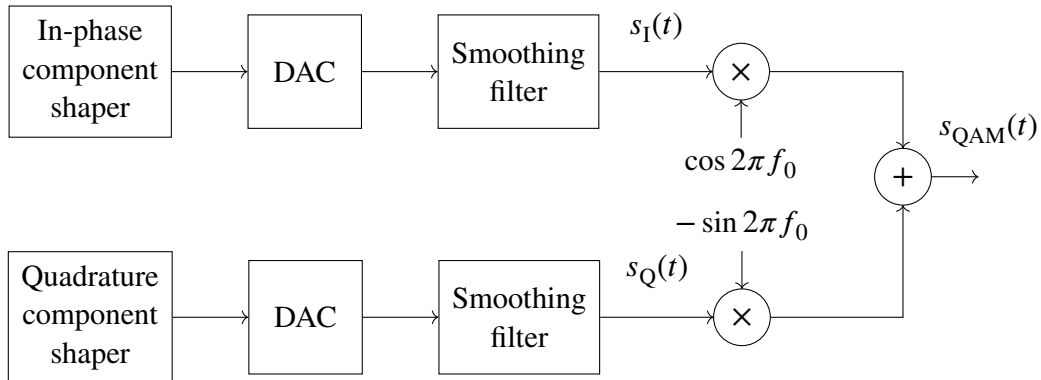 In-phase
component
shaper
DAC
Smoothing
filter
s_I(t)
×
cos 2πf_0
+
s_QAM(t)
− sin 2πf_0
Quadrature
component
shaper
DAC
Smoothing
filter
s_Q(t)
×